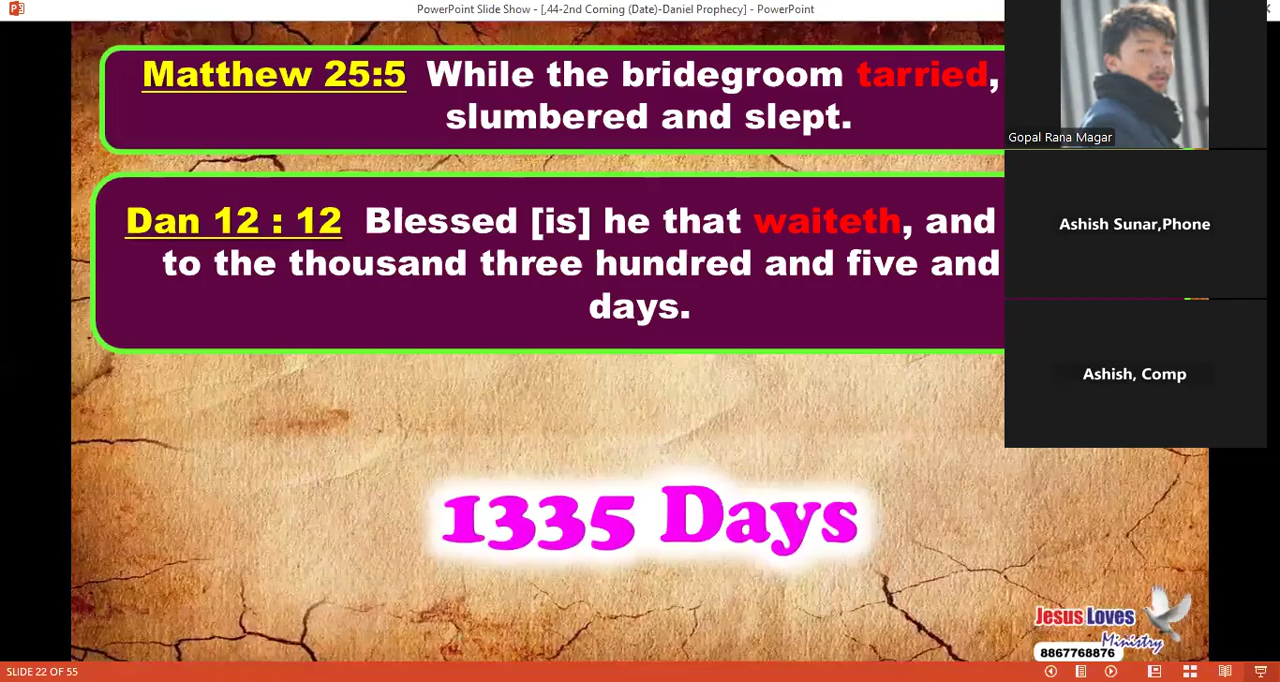 PowerPoint Slide Show - [,44-2nd Coming (Date)-Daniel Prophecy] - PowerPoint
Matthew 25:5 While the bridegroom tarried,
slumbered and slept.
Dan 12 : 12 Blessed [is] he that waiteth, and
to the thousand three hundred and five and
days.
1335 Days
Gopal Rana Magar
Ashish Sunar,Phone
Ashish, Comp
Jesus Loves
Ministry
8867768876
SLIDE 22 OF 55